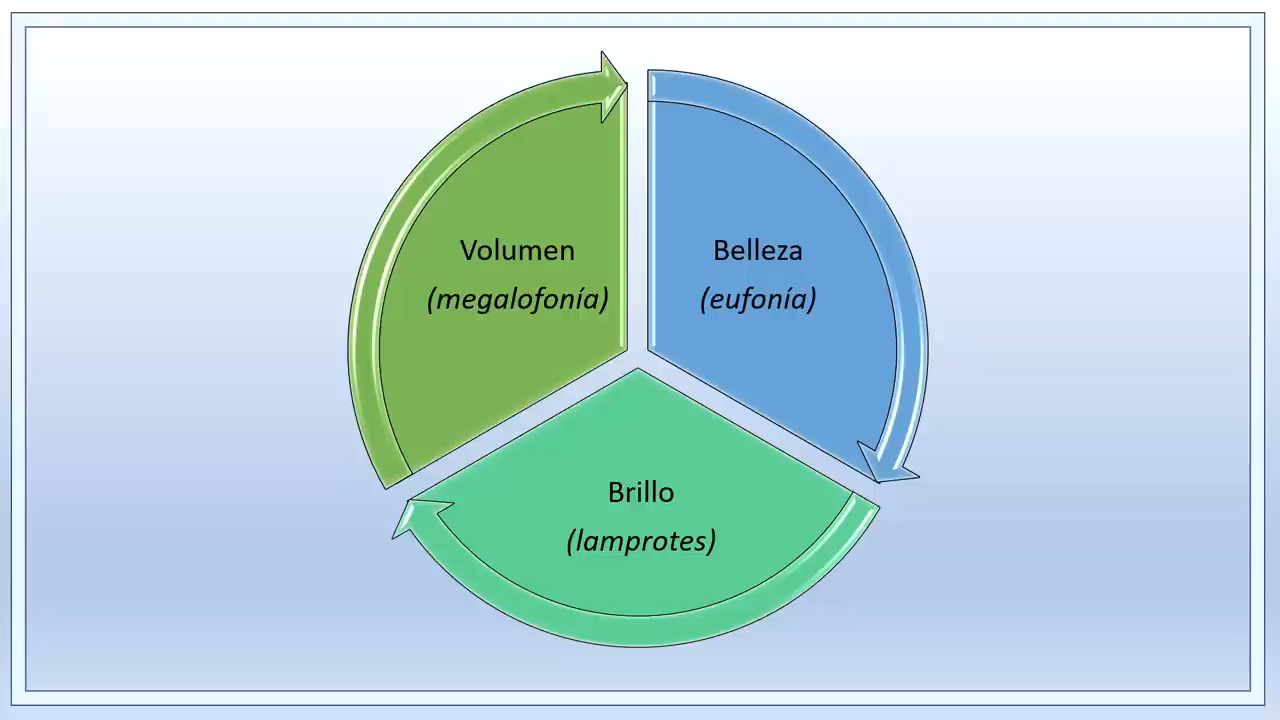 Volumen
(megalofonía)
Belleza
(eufonía)
Brillo
(lamprotes)